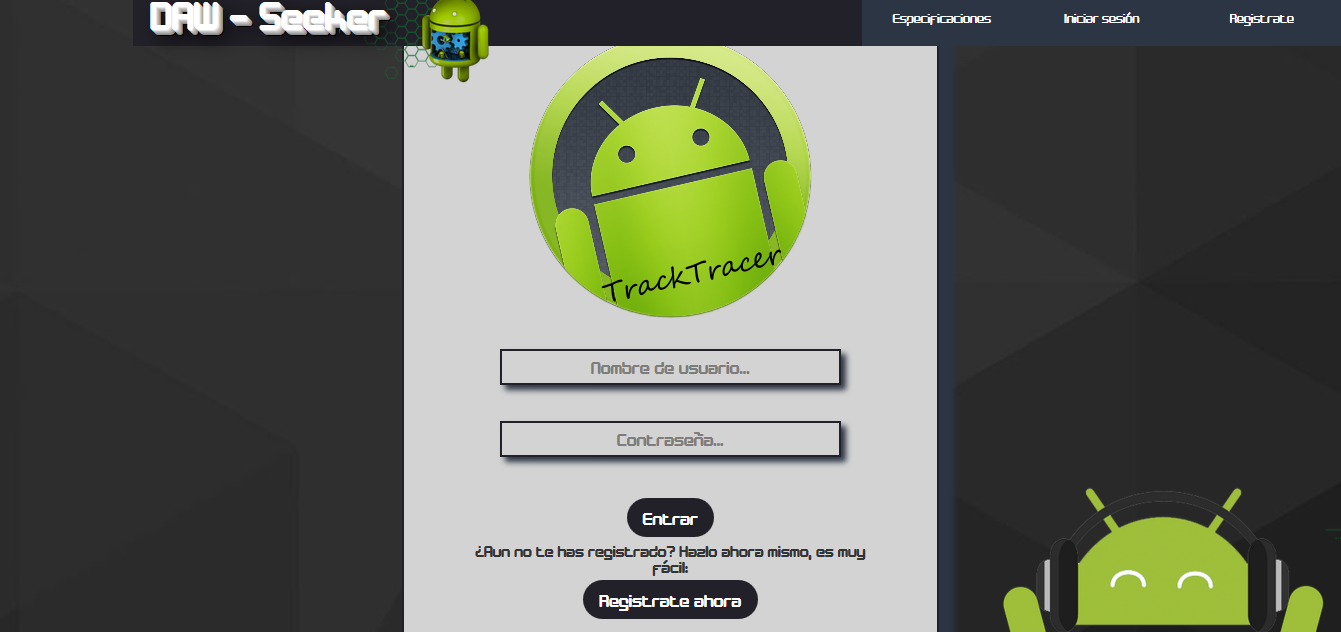 DAW - Seeker
Especificaciones
Iniciar sesión
Registrate
TrackTracer
Nombre de usuario...
Contraseña...
Entrar
¿Aun no te has registrado? Hazlo ahora mismo, es muy
fácil:
Registrate ahora